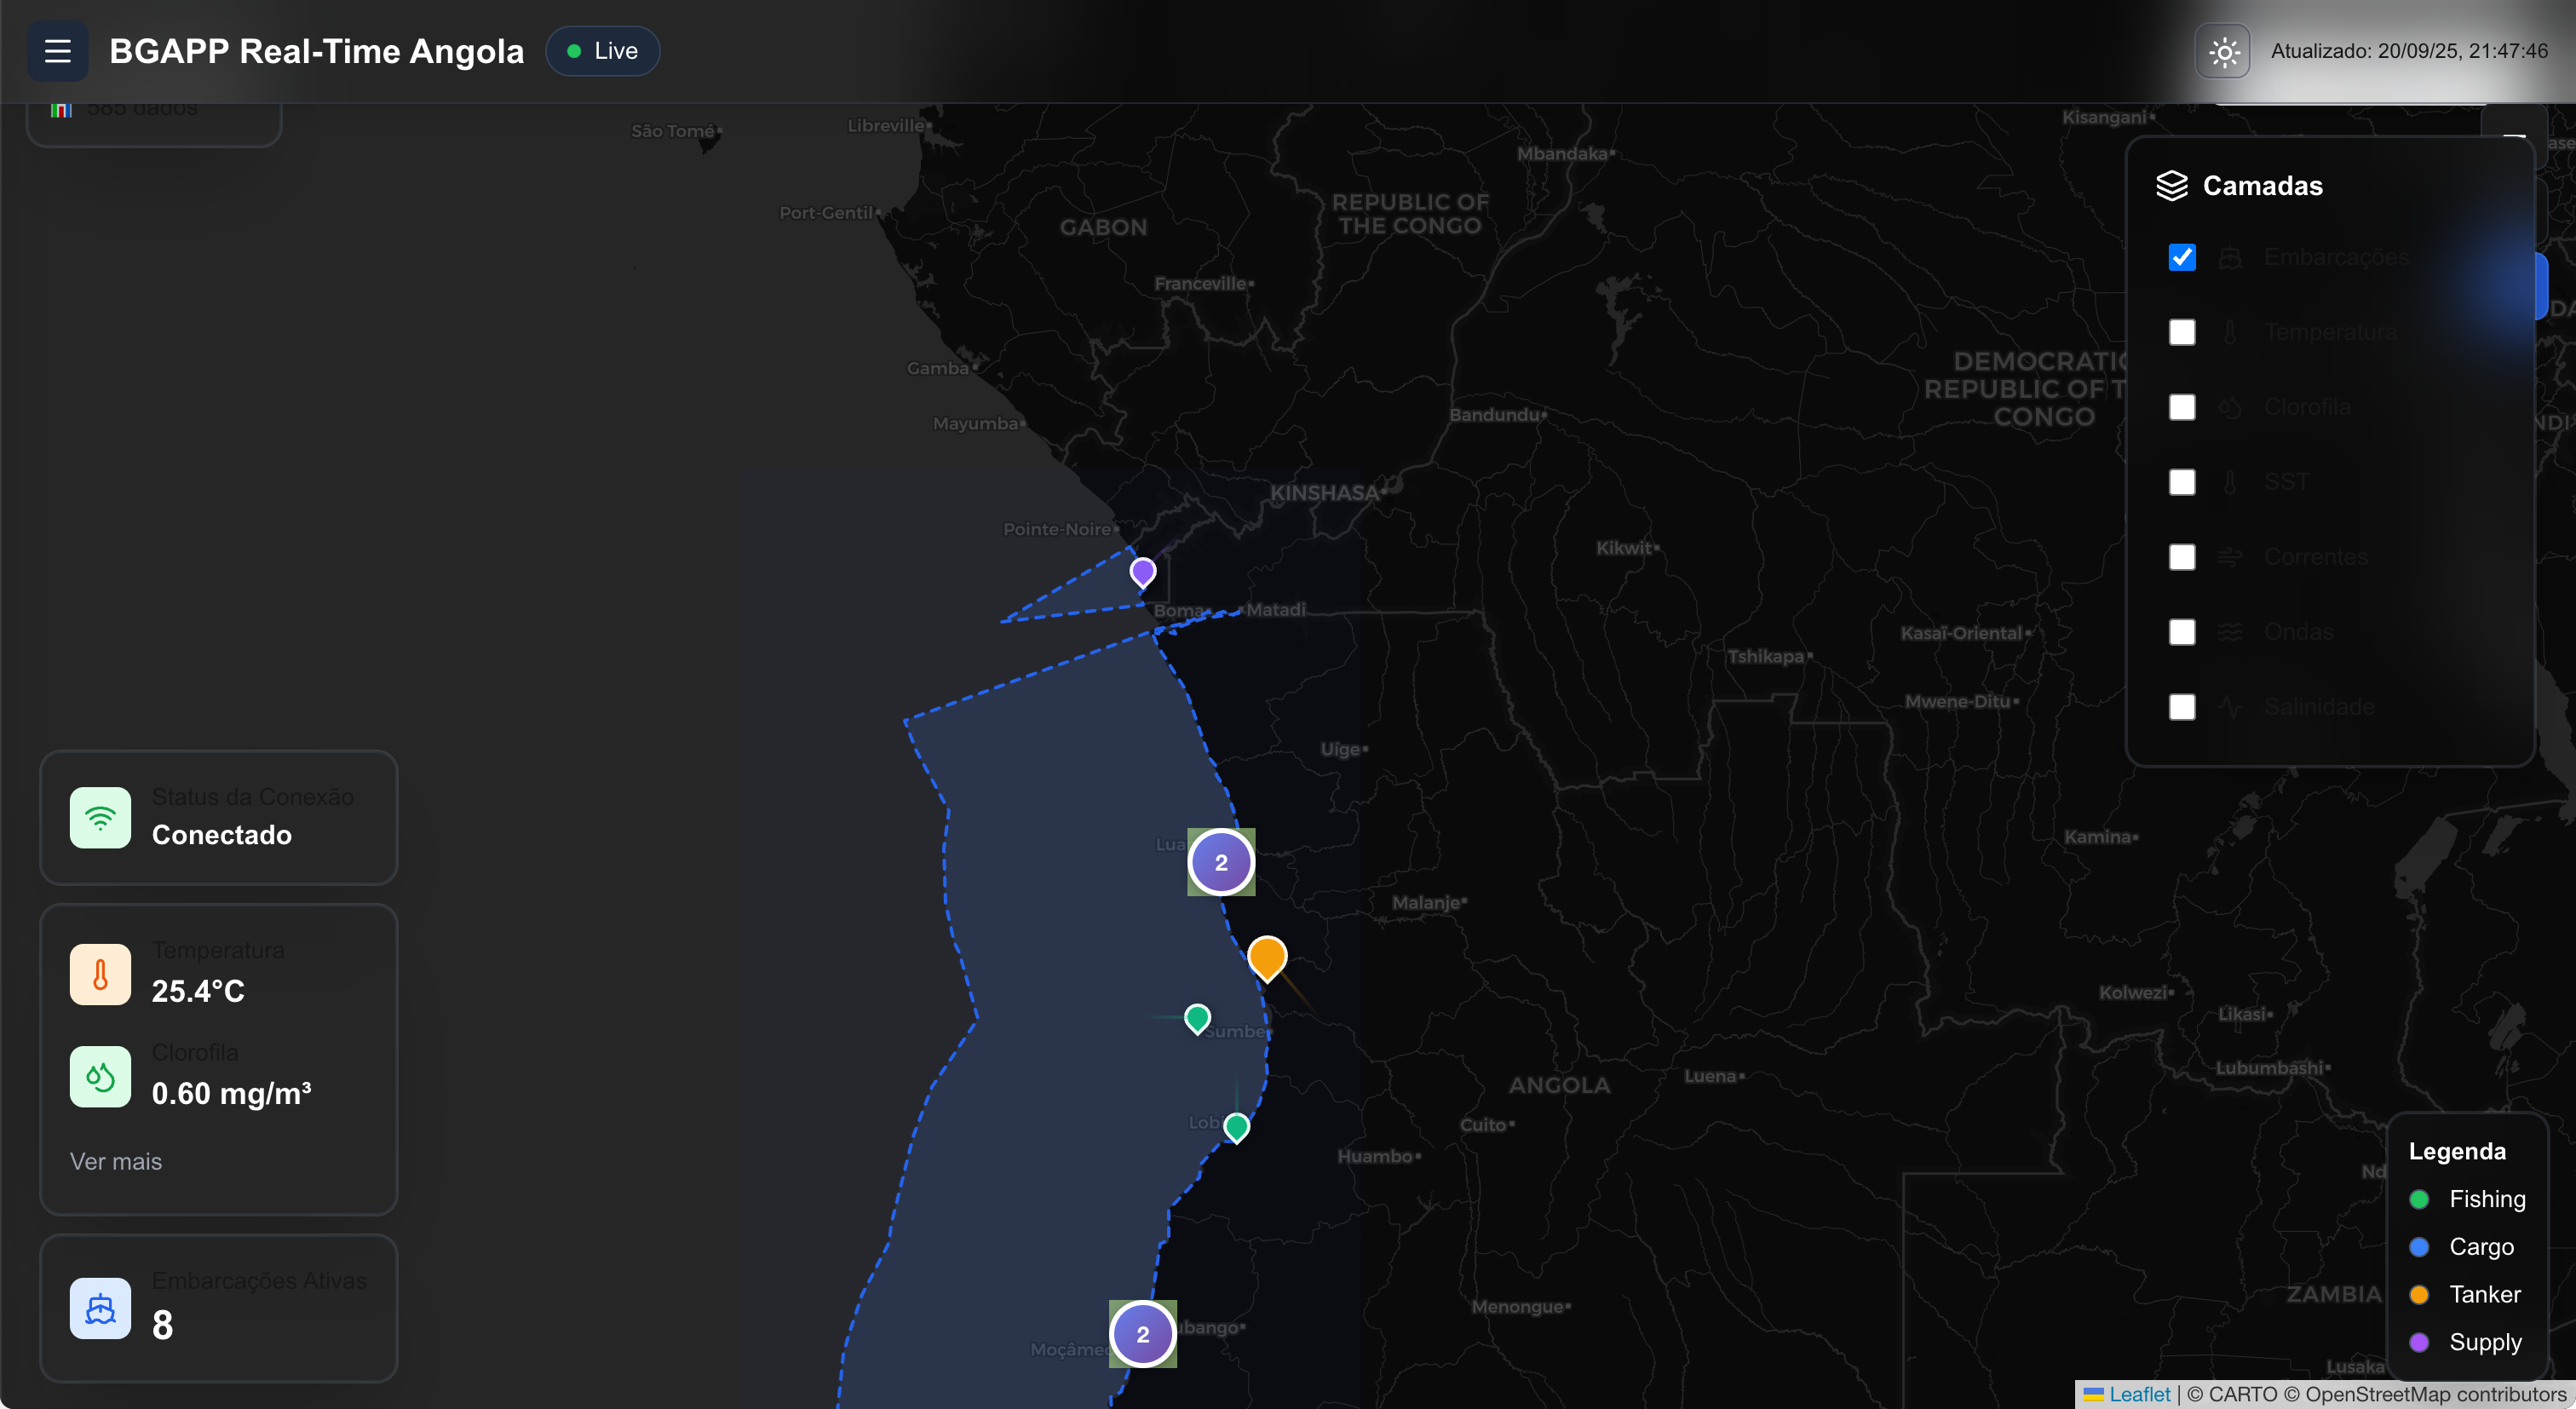 BGAPP Real-Time Angola
Live
Atualizado: 20/09/25, 21:47:46
585 dados
São Tomé
Libreville
Kisangani
Mbandaka
Port-Gentil
GABON
REPUBLIC OF
THE CONGO
Franceville
Gamba
Mayumba
Bandundu
DEMOCRATIC
REPUBLIC OF T
CONGO
KINSHASA
Pointe-Noire
Kikwit
Boma
Matadi
Kasaï-Oriental
Tshikapa
Mwene-Ditu
Uíge
Kamina
Lua
Malanje
Kolwezi
Likasi
Sumbe
Lubumbashi
ANGOLA
Luena
Lobi
Cuito
Huambo
Nd
Menongue
ZAMBIA
ubango
Moçâme
Lusaka
2
2
Camadas
Embarcações
Temperatura
Clorofila
SST
Correntes
Ondas
Salinidade
Status da Conexão
Conectado
Temperatura
25.4°C
Clorofila
0.60 mg/m³
Ver mais
Embarcações Ativas
8
Legenda
Fishing
Cargo
Tanker
Supply
Leaflet | © CARTO © OpenStreetMap contributors